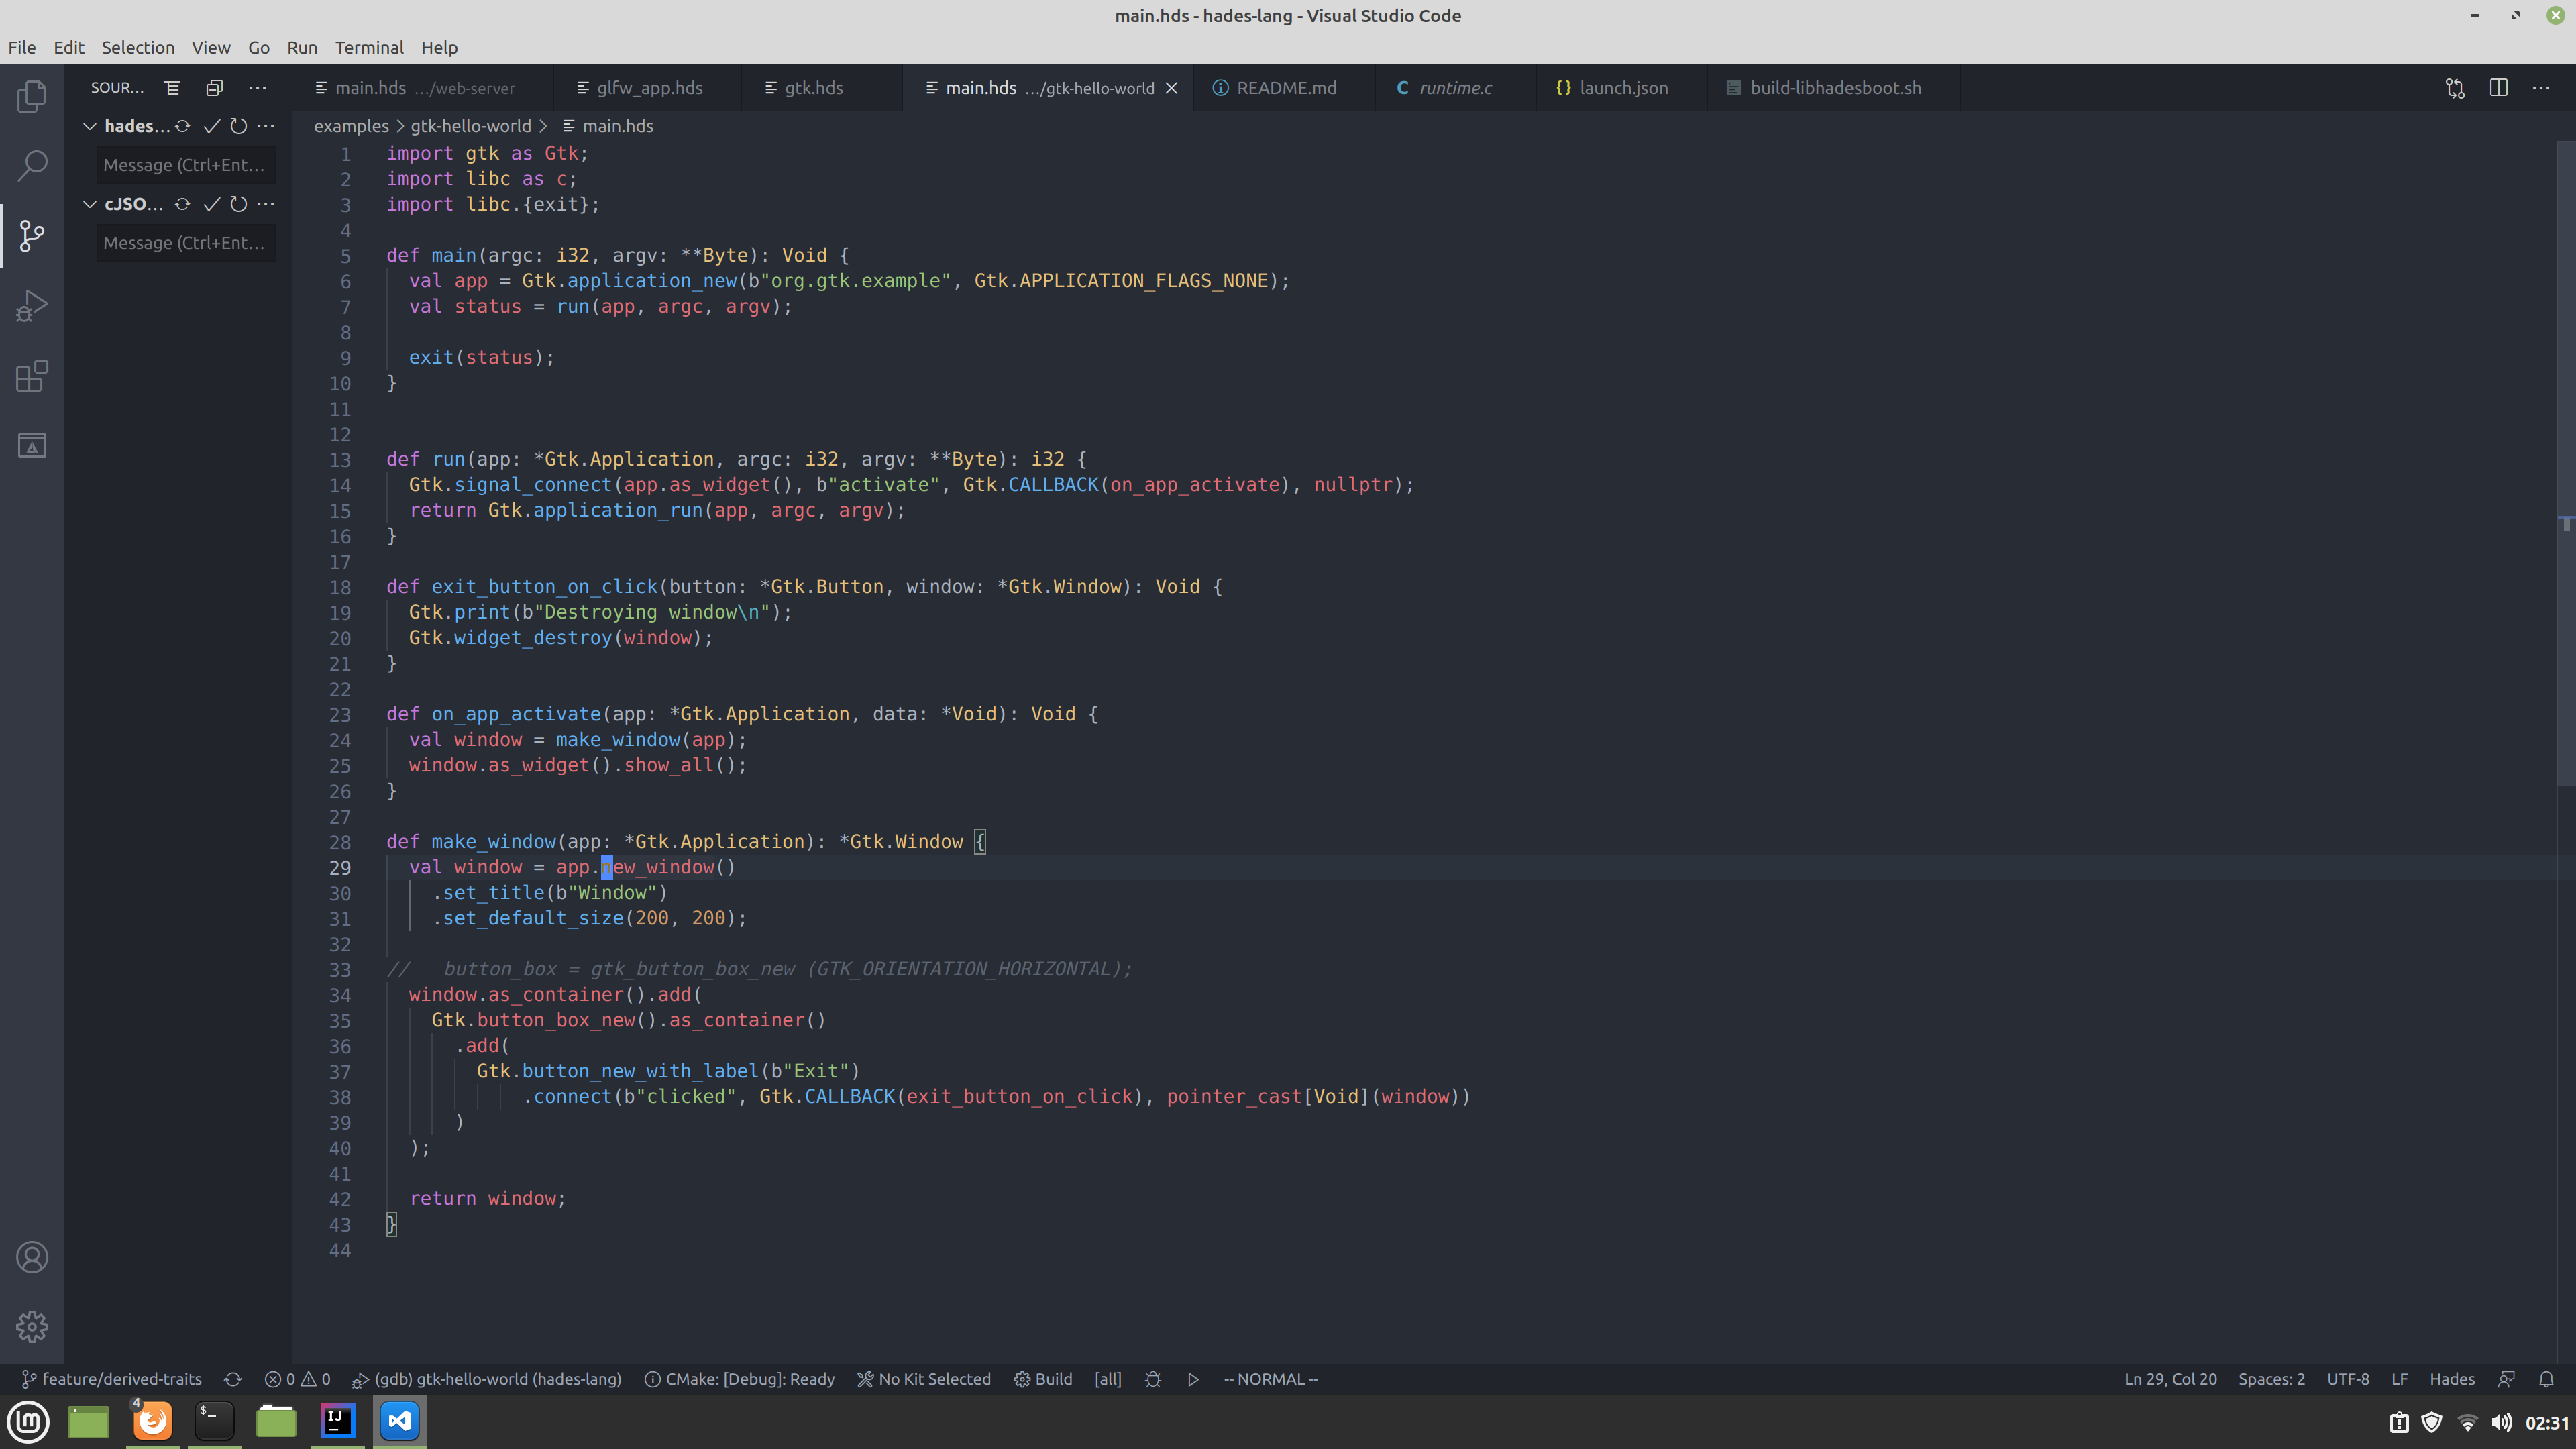 main.hds - hades-lang - Visual Studio Code
File Edit Selection View Go Run Terminal Help
SOUR... main.hds .../web-server glfw_app.hds gtk.hds main.hds .../gtk-hello-world README.md C runtime.c {} launch.json build-libhadesboot.sh
hades...
Message (Ctrl+Ent...
cJSO...
Message (Ctrl+Ent...
examples > gtk-hello-world > main.hds
1 import gtk as Gtk;
2 import libc as c;
3 import libc.{exit};
4
5 def main(argc: i32, argv: **Byte): Void {
6   val app = Gtk.application_new(b"org.gtk.example", Gtk.APPLICATION_FLAGS_NONE);
7   val status = run(app, argc, argv);
8
9   exit(status);
10 }
11
12
13 def run(app: *Gtk.Application, argc: i32, argv: **Byte): i32 {
14   Gtk.signal_connect(app.as_widget(), b"activate", Gtk.CALLBACK(on_app_activate), nullptr);
15   return Gtk.application_run(app, argc, argv);
16 }
17
18 def exit_button_on_click(button: *Gtk.Button, window: *Gtk.Window): Void {
19   Gtk.print(b"Destroying window\n");
20   Gtk.widget_destroy(window);
21 }
22
23 def on_app_activate(app: *Gtk.Application, data: *Void): Void {
24   val window = make_window(app);
25   window.as_widget().show_all();
26 }
27
28 def make_window(app: *Gtk.Application): *Gtk.Window {
29   val window = app.new_window()
30     .set_title(b"Window")
31     .set_default_size(200, 200);
32
33 //   button_box = gtk_button_box_new (GTK_ORIENTATION_HORIZONTAL);
34   window.as_container().add(
35     Gtk.button_box_new().as_container()
36       .add(
37         Gtk.button_new_with_label(b"Exit")
38             .connect(b"clicked", Gtk.CALLBACK(exit_button_on_click), pointer_cast[Void](window))
39       )
40   );
41
42   return window;
43 }
44
feature/derived-traits 0 0 (gdb) gtk-hello-world (hades-lang) CMake: [Debug]: Ready No Kit Selected Build [all] -- NORMAL -- Ln 29, Col 20 Spaces: 2 UTF-8 LF Hades
4 $_ IJ 02:31